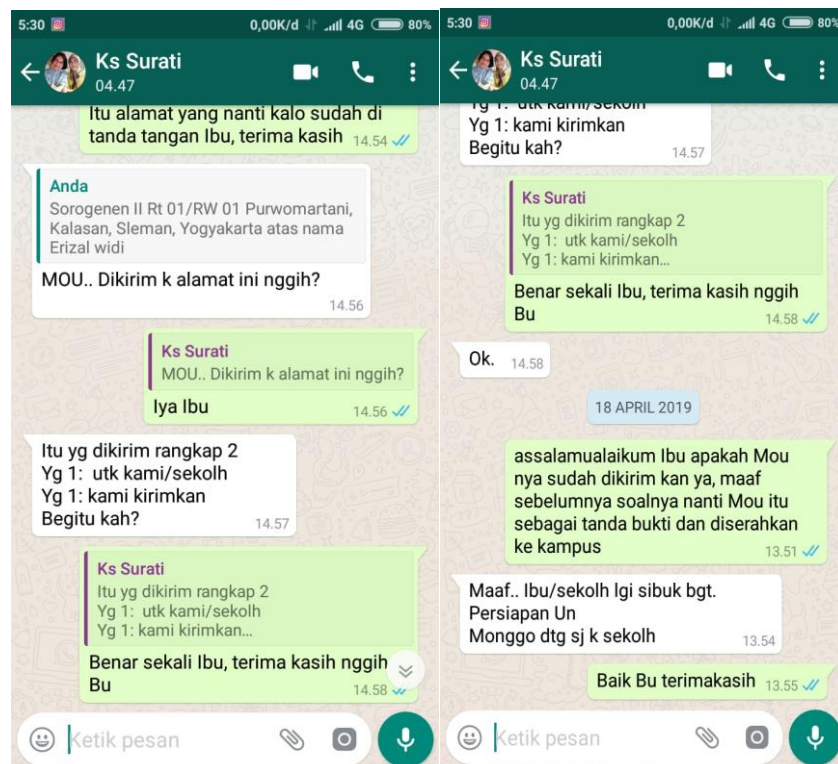 5:30 0,00K/d 4G 80%
Ks Surati
04.47
Itu alamat yang nanti kalo sudah di
tanda tangan Ibu, terima kasih 14.54
Anda
Sorogenen II Rt 01/RW 01 Purwomartani,
Kalasan, Sleman, Yogyakarta atas nama
Erizal widi
MOU.. Dikirim k alamat ini nggih?
14.56
Ks Surati
MOU.. Dikirim k alamat ini nggih?
Iya Ibu 14.56
Itu yg dikirim rangkap 2
Yg 1: utk kami/sekolh
Yg 1: kami kirimkan
Begitu kah? 14.57
Ks Surati
Itu yg dikirim rangkap 2
Yg 1: utk kami/sekolh
Yg 1: kami kirimkan...
Benar sekali Ibu, terima kasih nggih
Bu 14.58
Ketik pesan
5:30 0,00K/d 4G 80%
Ks Surati
04.47
Yg 1: utk kami/sekolh
Yg 1: kami kirimkan
Begitu kah? 14.57
Ks Surati
Itu yg dikirim rangkap 2
Yg 1: utk kami/sekolh
Yg 1: kami kirimkan...
Benar sekali Ibu, terima kasih nggih
Bu 14.58
Ok. 14.58
18 APRIL 2019
assalamualaikum Ibu apakah Mou
nya sudah dikirim kan ya, maaf
sebelumnya soalnya nanti Mou itu
sebagai tanda bukti dan diserahkan
ke kampus 13.51
Maaf.. Ibu/sekolh lgi sibuk bgt.
Persiapan Un
Monggo dtg sj k sekolh 13.54
Baik Bu terimakasih 13.55
Ketik pesan